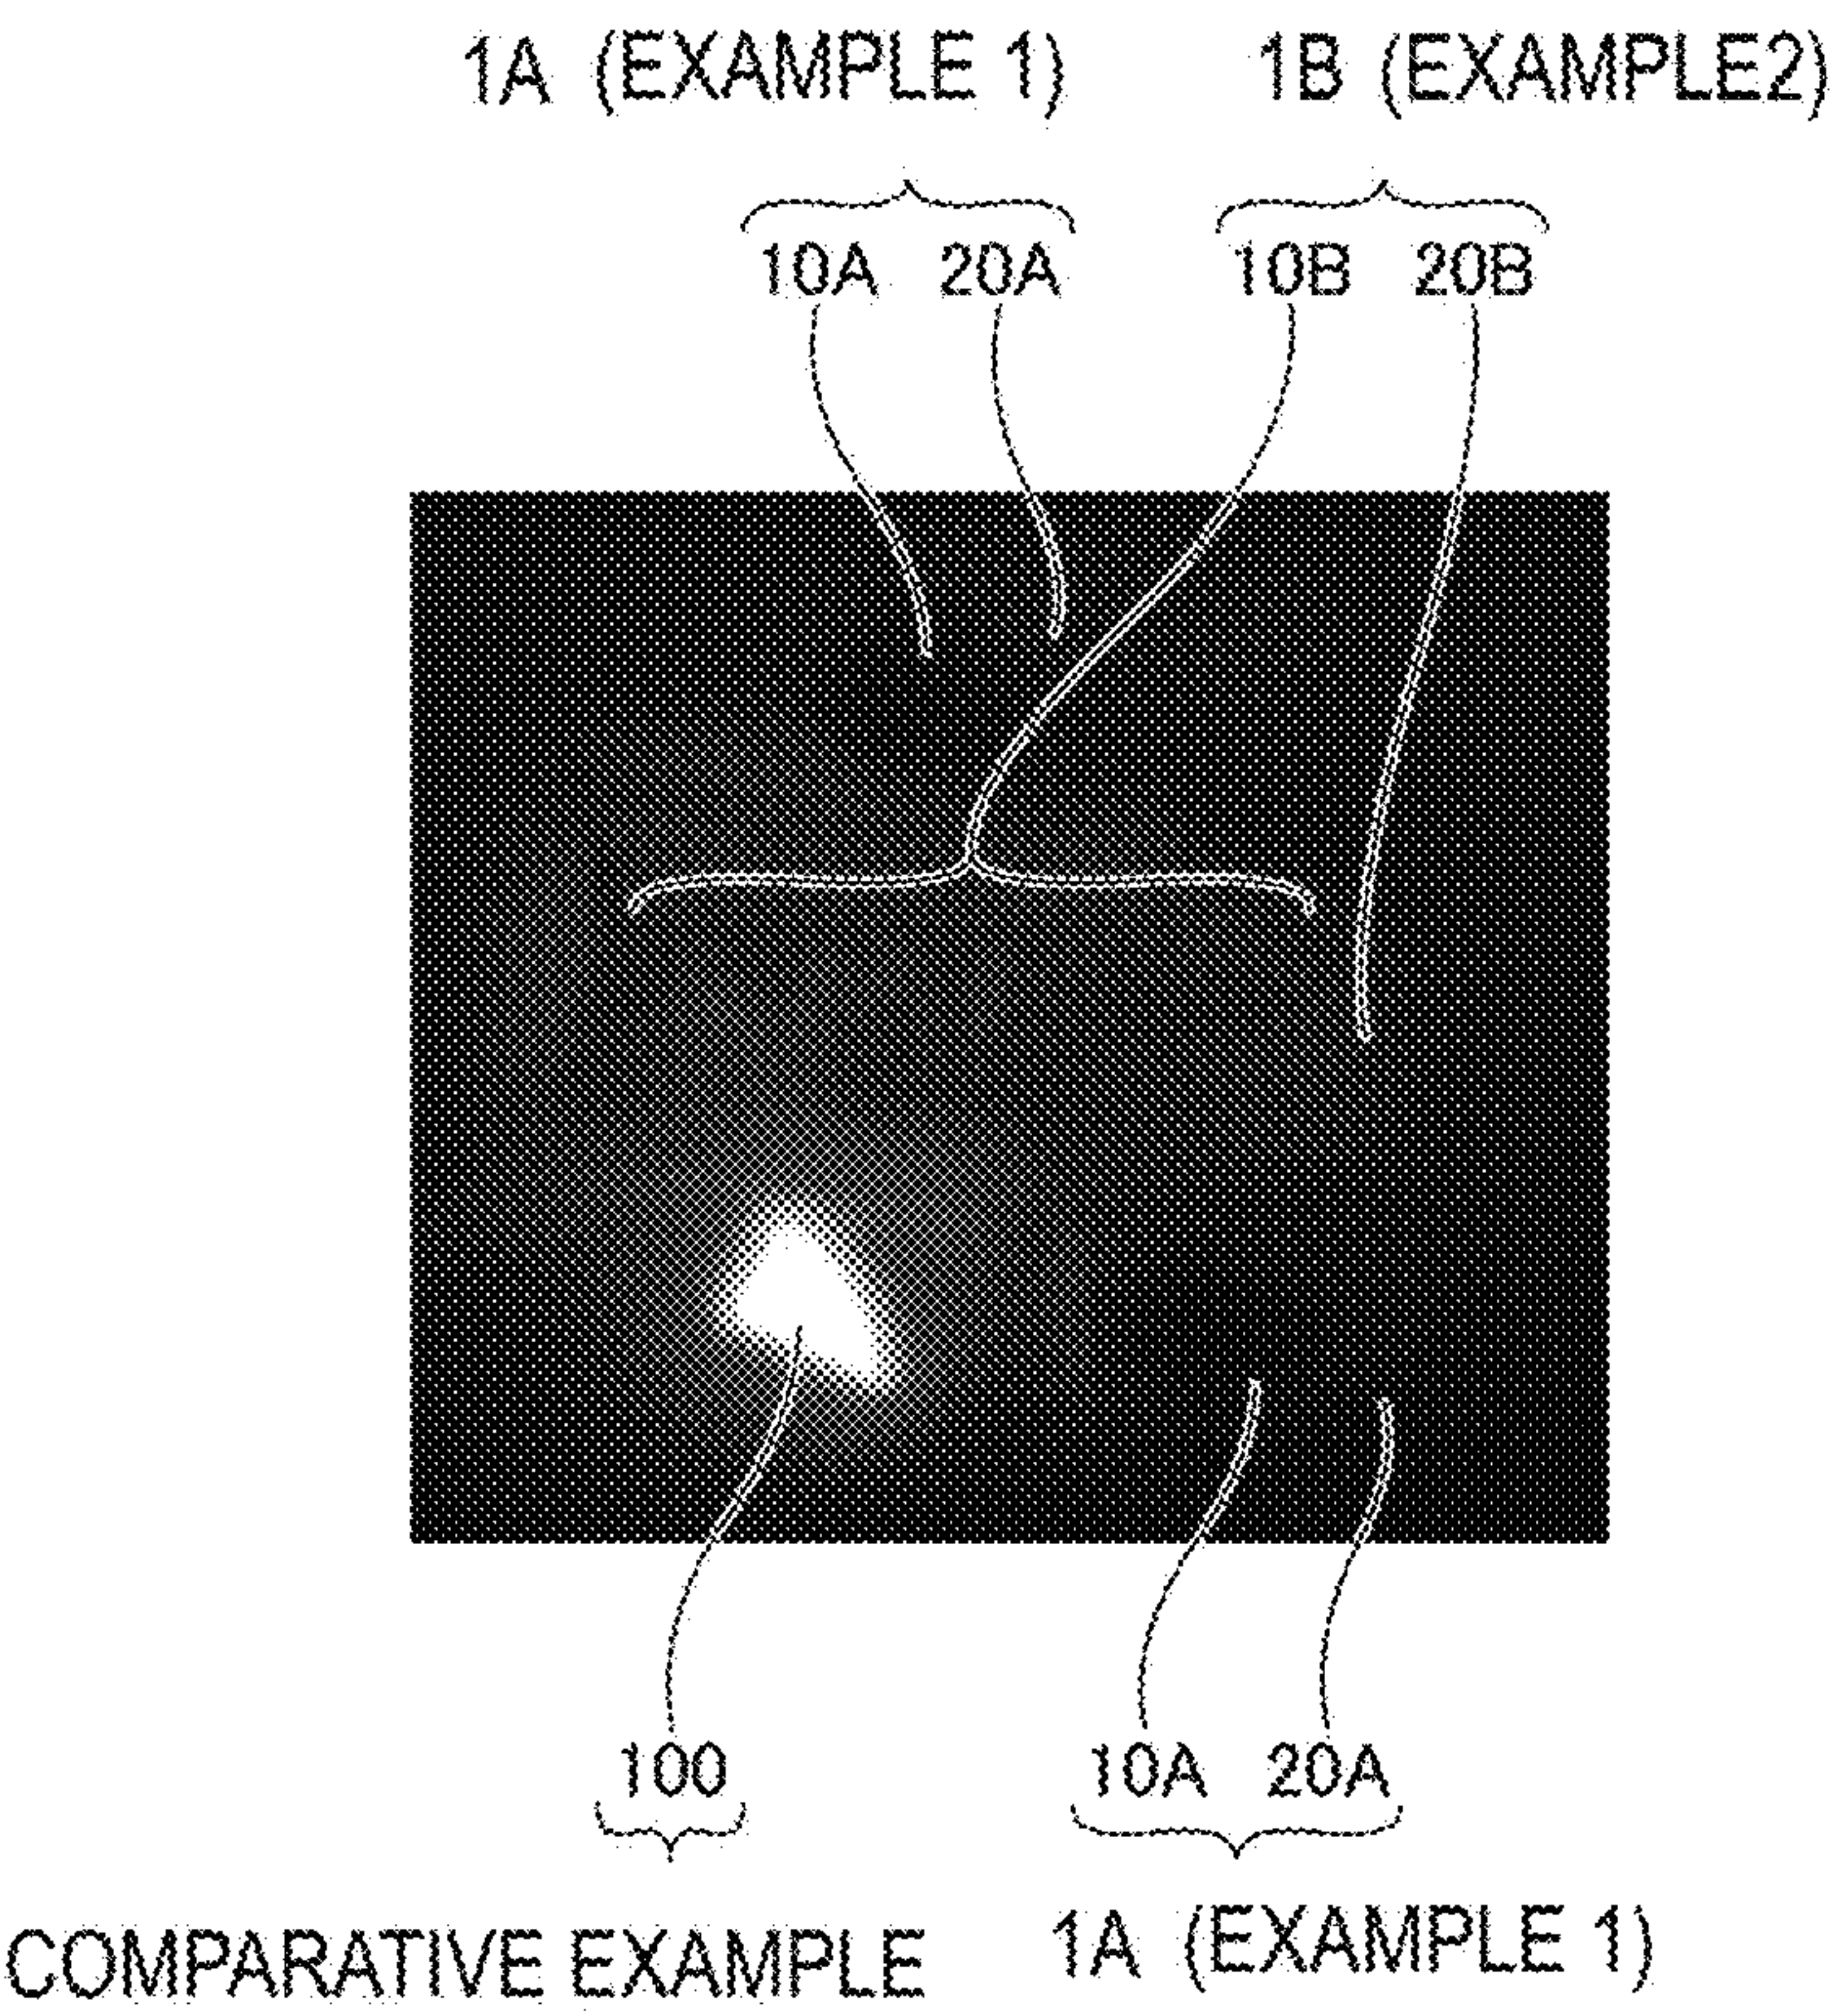 1A (EXAMPLE 1) 1B (EXAMPLE2)
10A 20A 10B 20B
100 10A 20A
COMPARATIVE EXAMPLE 1A (EXAMPLE 1)